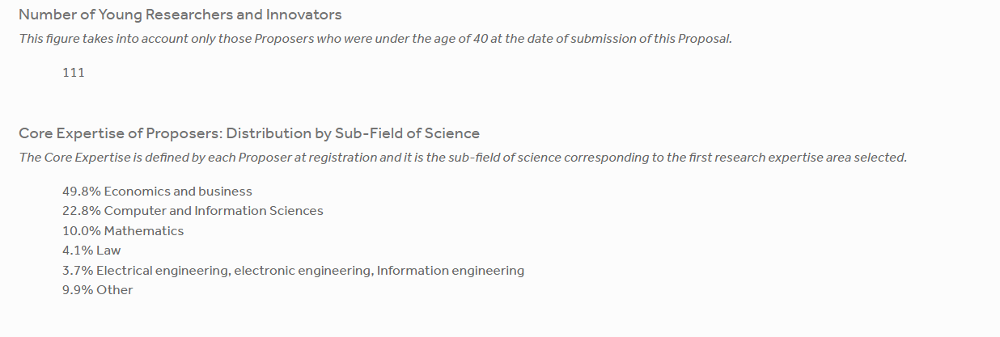 Number of Young Researchers and Innovators
This figure takes into account only those Proposers who were under the age of 40 at the date of submission of this Proposal.
111
Core Expertise of Proposers: Distribution by Sub-Field of Science
The Core Expertise is defined by each Proposer at registration and it is the sub-field of science corresponding to the first research expertise area selected.
49.8% Economics and business
22.8% Computer and Information Sciences
10.0% Mathematics
4.1% Law
3.7% Electrical engineering, electronic engineering, Information engineering
9.9% Other